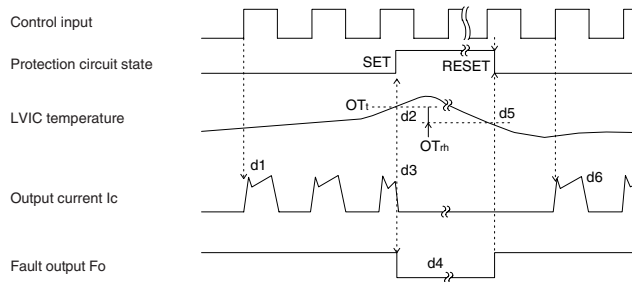 Control input
Protection circuit state
SET
RESET
LVIC temperature
OTt
d2
d5
OTrh
Output current Ic
d1
d3
d6
Fault output Fo
d4